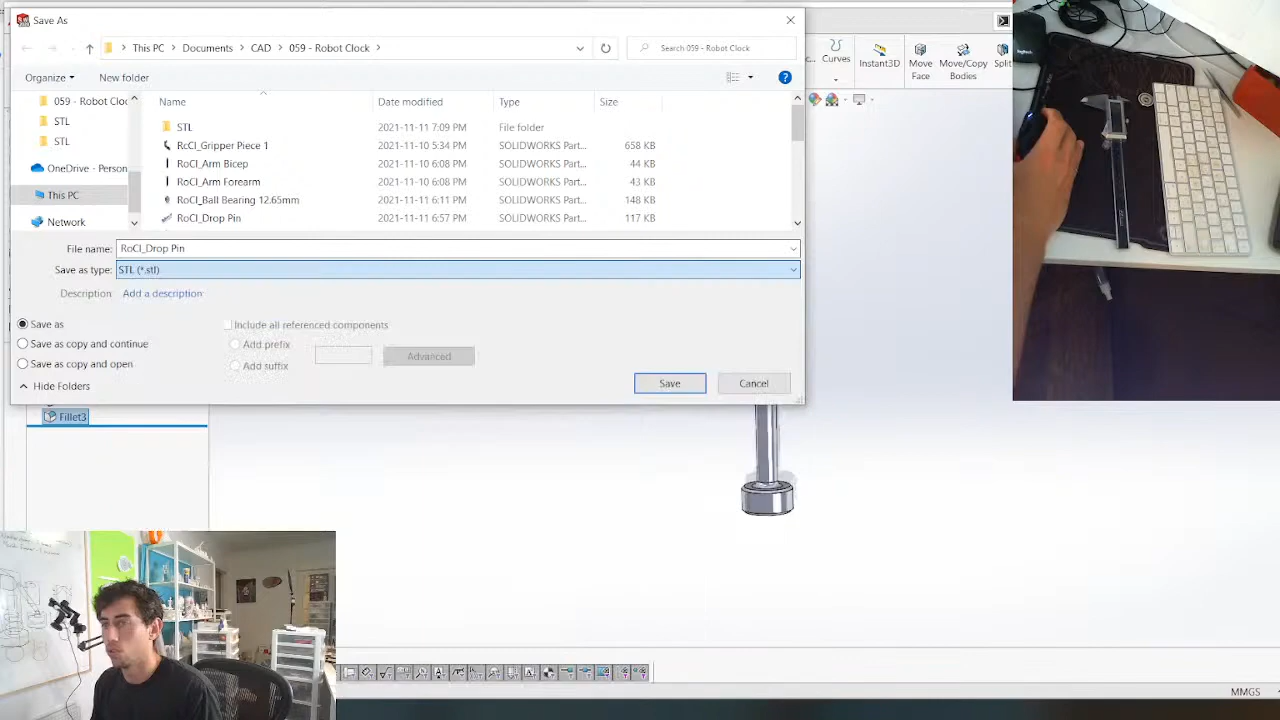 Save As
This PC > Documents > CAD > 059 - Robot Clock >
Search 059 - Robot Clock
Organize
New folder
059 - Robot Cloc
STL
STL
OneDrive - Person
This PC
Network
Name Date modified Type Size
STL 2021-11-11 7:09 PM File folder
RoCl_Gripper Piece 1 2021-11-10 5:34 PM SOLIDWORKS Part... 658 KB
RoCl_Arm Bicep 2021-11-10 6:08 PM SOLIDWORKS Part... 44 KB
RoCl_Arm Forearm 2021-11-10 6:08 PM SOLIDWORKS Part... 43 KB
RoCl_Ball Bearing 12.65mm 2021-11-11 6:11 PM SOLIDWORKS Part... 148 KB
RoCl_Drop Pin 2021-11-11 6:57 PM SOLIDWORKS Part... 117 KB
File name: RoCl_Drop Pin
Save as type: STL (*.stl)
Description: Add a description
Save as
Save as copy and continue
Save as copy and open
Include all referenced components
Add prefix
Add suffix
Advanced
Hide Folders
Save
Cancel
Curves
Instant3D
Move Face
Move/Copy Bodies
Split
Fillet3
MMGS